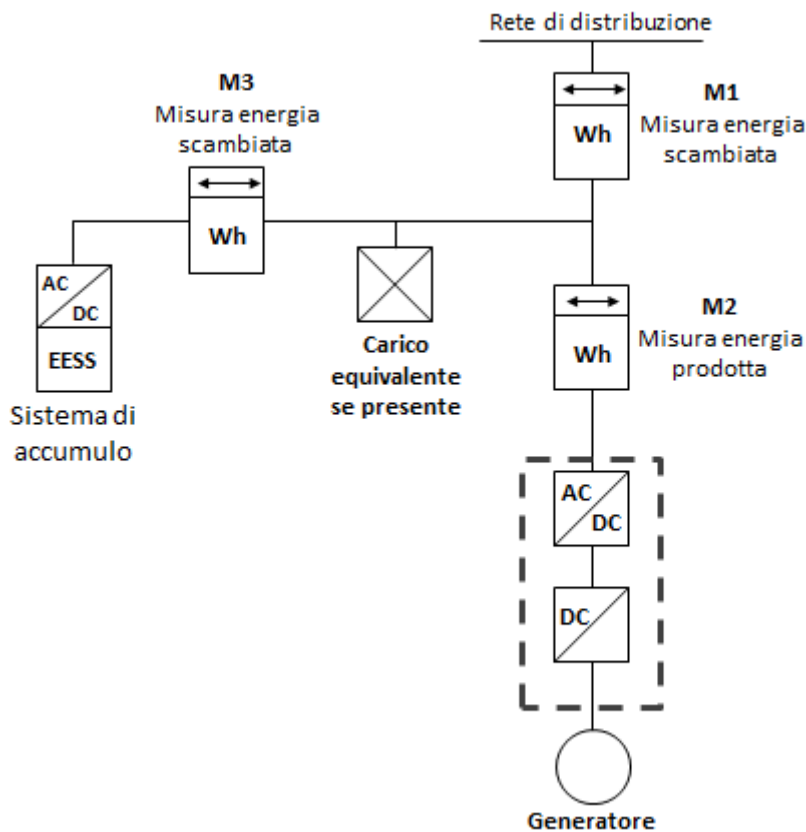 Rete di distribuzione
M3
Misura energia
scambiata
Wh
M1
Misura energia
scambiata
Wh
AC
DC
EESS
Sistema di
accumulo
Carico
equivalente
se presente
M2
Misura energia
prodotta
Wh
AC
DC
DC
Generatore